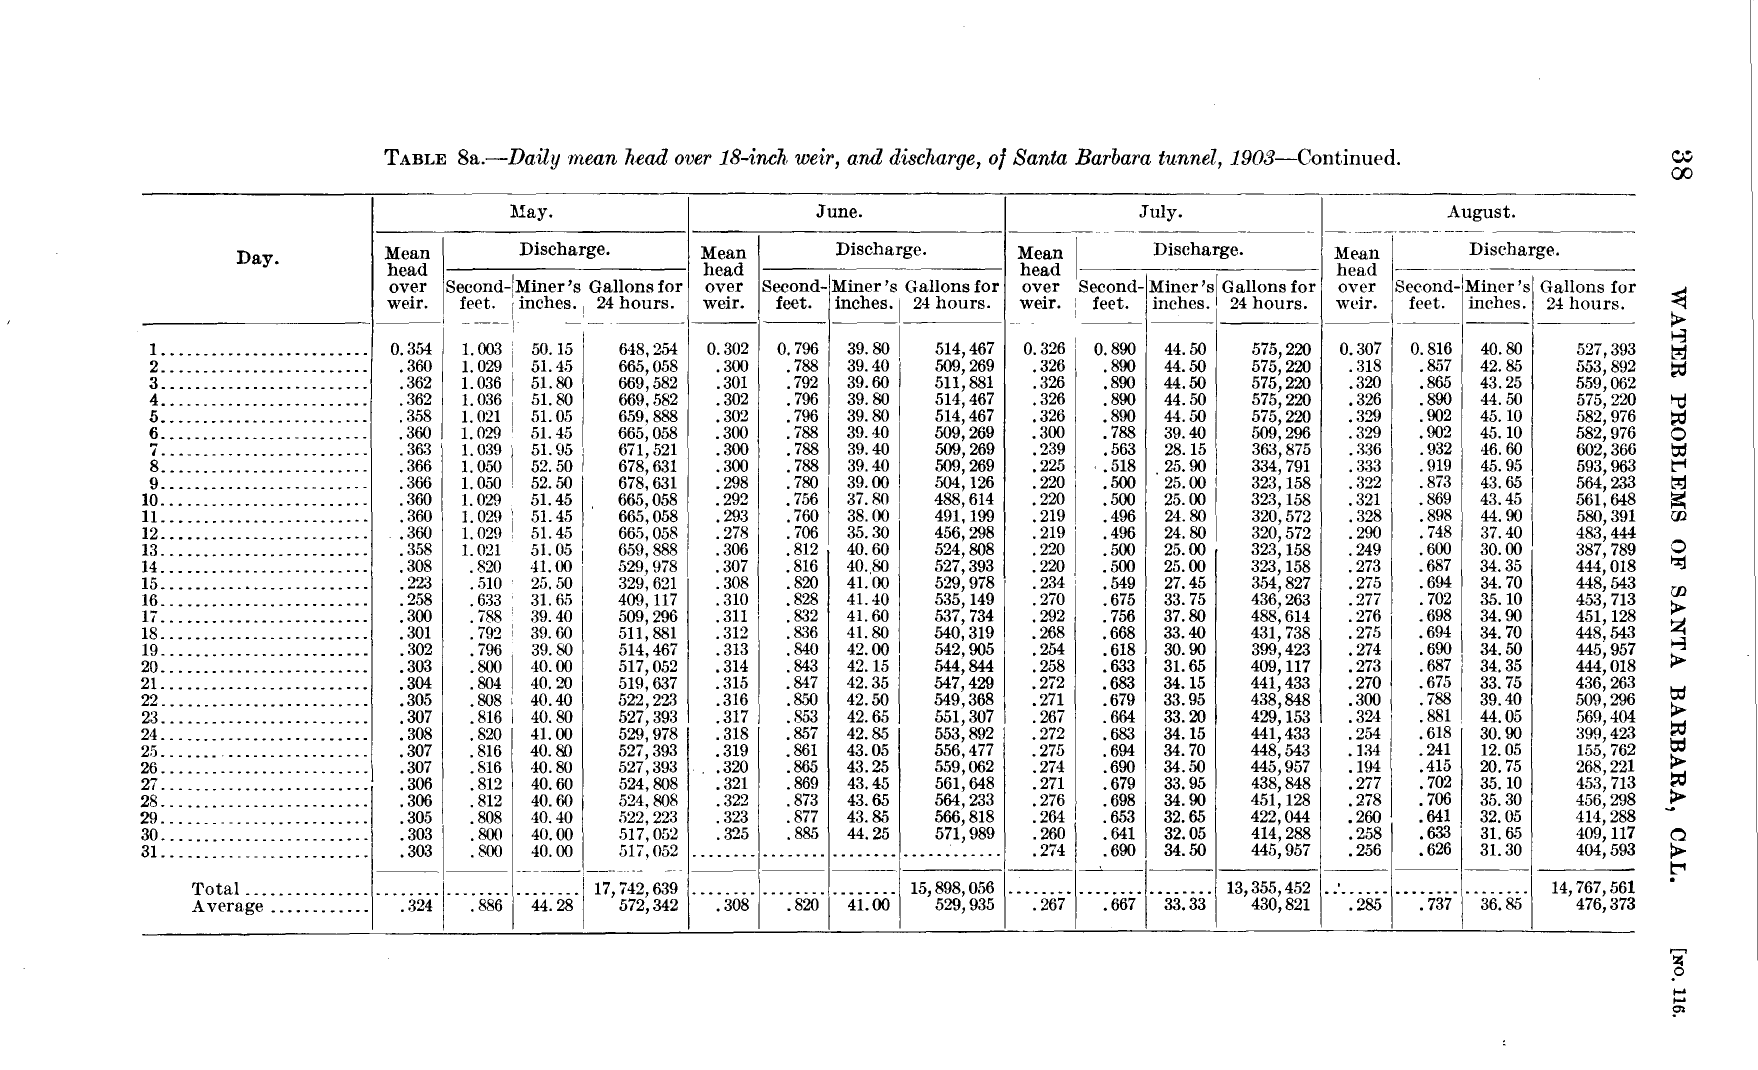 TABLE 8a.—Daily mean head over 18-inch weir, and discharge, of Santa Barbara tunnel, 1903—Continued.
38 WATER PROBLEMS OF SANTA BARBARA, CAL. [NO. 116.
Day. May. June. July. August.
Mean head over weir. Discharge. Mean head over weir. Discharge. Mean head over weir. Discharge. Mean head over weir. Discharge.
Second-feet. Miner's inches. Gallons for 24 hours. Second-feet. Miner's inches. Gallons for 24 hours. Second-feet. Miner's inches. Gallons for 24 hours. Second-feet. Miner's inches. Gallons for 24 hours.
1 0.354 1.003 50.15 648,254 0.302 0.796 39.80 514,467 0.326 0.890 44.50 575,220 0.307 0.816 40.80 527,393
2 .360 1.029 51.45 665,058 .300 .788 39.40 509,269 .326 .890 44.50 575,220 .318 .857 42.85 553,892
3 .362 1.036 51.80 669,582 .301 .792 39.60 511,881 .326 .890 44.50 575,220 .320 .865 43.25 559,062
4 .362 1.036 51.80 669,582 .302 .796 39.80 514,467 .326 .890 44.50 575,220 .326 .890 44.50 575,220
5 .358 1.021 51.05 659,888 .302 .796 39.80 514,467 .326 .890 44.50 575,220 .329 .902 45.10 582,976
6 .360 1.029 51.45 665,058 .300 .788 39.40 509,269 .300 .788 39.40 509,296 .329 .902 45.10 582,976
7 .363 1.039 51.95 671,521 .300 .788 39.40 509,269 .239 .563 28.15 363,875 .336 .932 46.60 602,366
8 .366 1.050 52.50 678,631 .300 .788 39.40 509,269 .225 .518 25.90 334,791 .333 .919 45.95 593,963
9 .366 1.050 52.50 678,631 .298 .780 39.00 504,126 .220 .500 25.00 323,158 .322 .873 43.65 564,233
10 .360 1.029 51.45 665,058 .292 .756 37.80 488,614 .220 .500 25.00 323,158 .321 .869 43.45 561,648
11 .360 1.029 51.45 665,058 .293 .760 38.00 491,199 .219 .496 24.80 320,572 .328 .898 44.90 580,391
12 .360 1.029 51.45 665,058 .278 .706 35.30 456,298 .219 .496 24.80 320,572 .290 .748 37.40 483,444
13 .358 1.021 51.05 659,888 .306 .812 40.60 524,808 .220 .500 25.00 323,158 .249 .600 30.00 387,789
14 .308 .820 41.00 529,978 .307 .816 40.80 527,393 .220 .500 25.00 323,158 .273 .687 34.35 444,018
15 .223 .510 25.50 329,621 .308 .820 41.00 529,978 .234 .549 27.45 354,827 .275 .694 34.70 448,543
16 .258 .633 31.65 409,117 .310 .828 41.40 535,149 .270 .675 33.75 436,263 .277 .702 35.10 453,713
17 .300 .788 39.40 509,296 .311 .832 41.60 537,734 .292 .756 37.80 488,614 .276 .698 34.90 451,128
18 .301 .792 39.60 511,881 .312 .836 41.80 540,319 .268 .668 33.40 431,738 .275 .694 34.70 448,543
19 .302 .796 39.80 514,467 .313 .840 42.00 542,905 .254 .618 30.90 399,423 .274 .690 34.50 445,957
20 .303 .800 40.00 517,052 .314 .843 42.15 544,844 .258 .633 31.65 409,117 .273 .687 34.35 444,018
21 .304 .804 40.20 519,637 .315 .847 42.35 547,429 .272 .683 34.15 441,433 .270 .675 33.75 436,263
22 .305 .808 40.40 522,223 .316 .850 42.50 549,368 .271 .679 33.95 438,848 .300 .788 39.40 509,296
23 .307 .816 40.80 527,393 .317 .853 42.65 551,307 .267 .664 33.20 429,153 .324 .881 44.05 569,404
24 .308 .820 41.00 529,978 .318 .857 42.85 553,892 .272 .683 34.15 441,433 .254 .618 30.90 399,423
25 .307 .816 40.80 527,393 .319 .861 43.05 556,477 .275 .694 34.70 448,543 .134 .241 12.05 155,762
26 .307 .816 40.80 527,393 .320 .865 43.25 559,062 .274 .690 34.50 445,957 .194 .415 20.75 268,221
27 .306 .812 40.60 524,808 .321 .869 43.45 561,648 .271 .679 33.95 438,848 .277 .702 35.10 453,713
28 .306 .812 40.60 524,808 .322 .873 43.65 564,233 .276 .698 34.90 451,128 .278 .706 35.30 456,298
29 .305 .808 40.40 522,223 .323 .877 43.85 566,818 .264 .653 32.65 422,044 .260 .641 32.05 414,288
30 .303 .800 40.00 517,052 .325 .885 44.25 571,989 .260 .641 32.05 414,288 .258 .633 31.65 409,117
31 .303 .800 40.00 517,052 .274 .690 34.50 445,957 .256 .626 31.30 404,593
Total 17,742,639 15,898,056 13,355,452 14,767,561
Average .324 .886 44.28 572,342 .308 .820 41.00 529,935 .267 .667 33.33 430,821 .285 .737 36.85 476,373